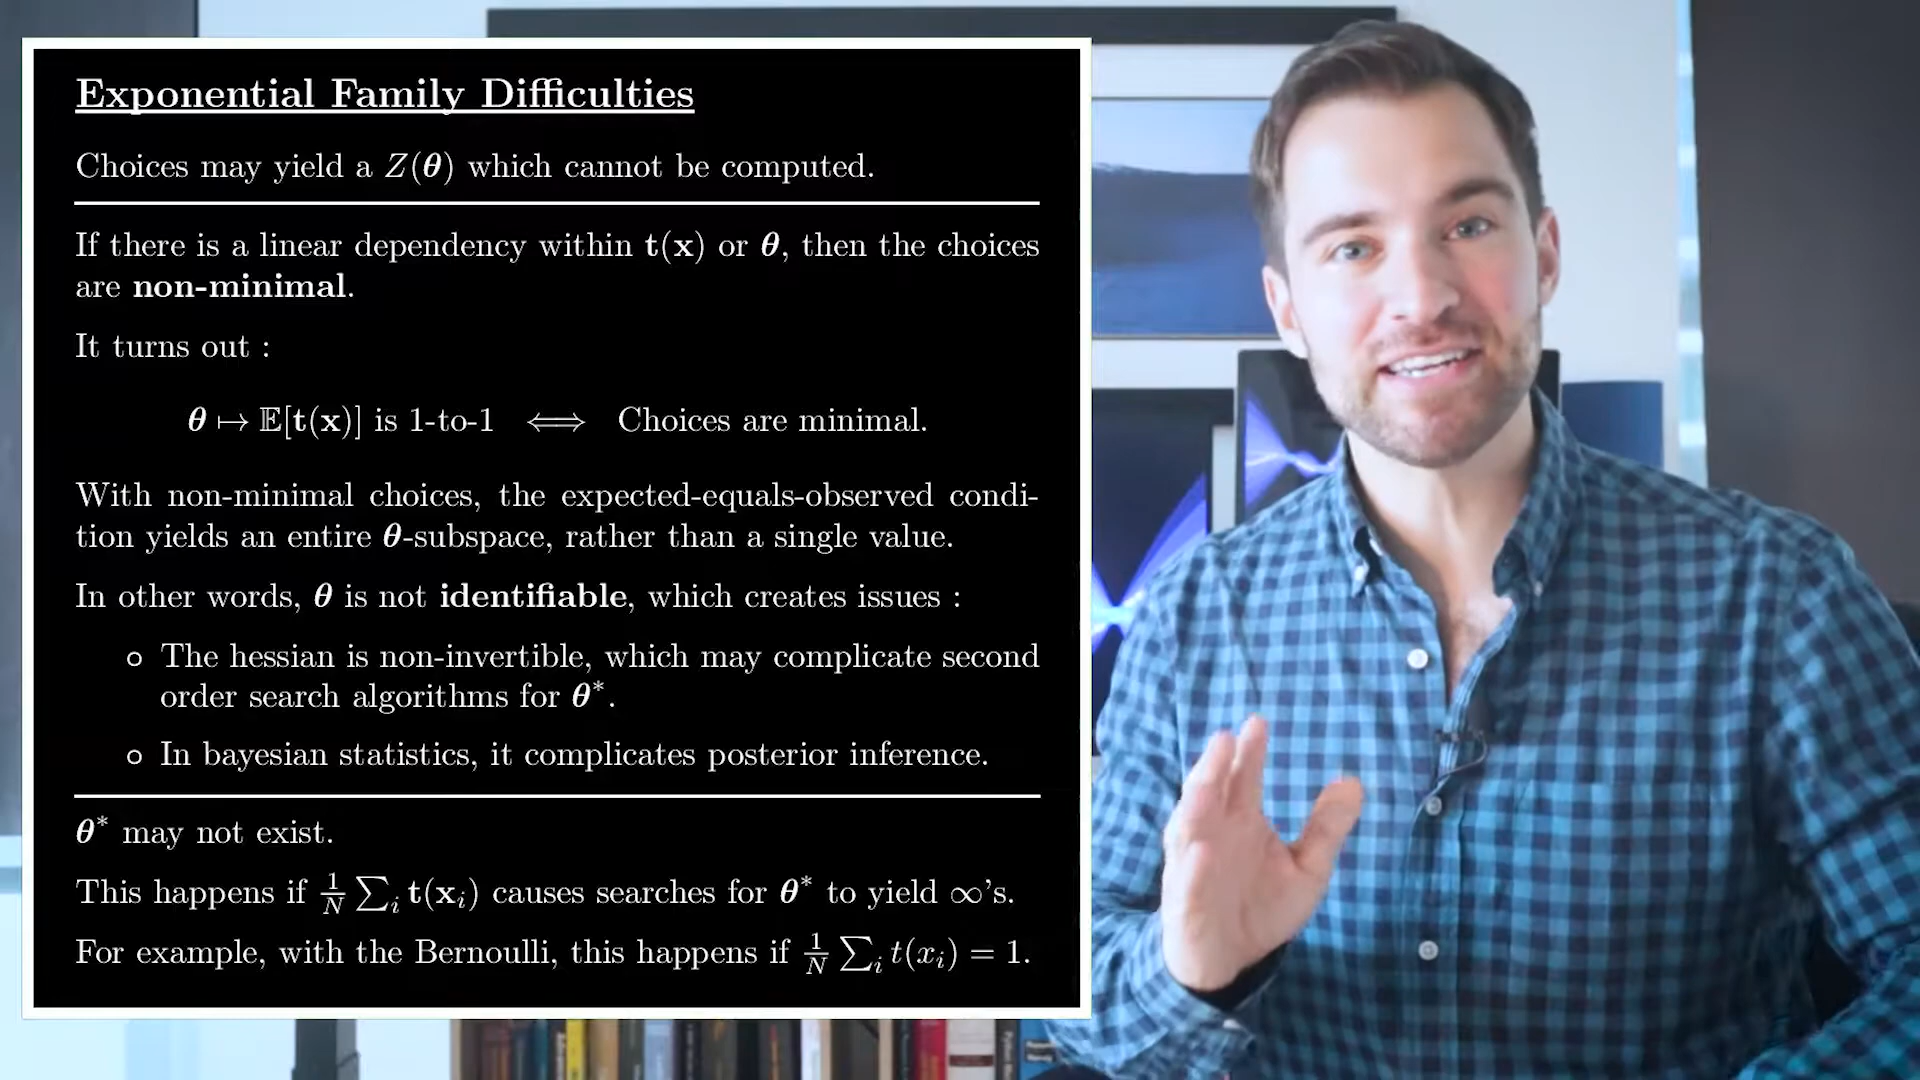 Exponential Family Difficulties
Choices may yield a Z(θ) which cannot be computed.
If there is a linear dependency within t(x) or θ, then the choices
are non-minimal.
It turns out :
θ ↦ 𝔼[t(x)] is 1-to-1 ⟺ Choices are minimal.
With non-minimal choices, the expected-equals-observed condi-
tion yields an entire θ-subspace, rather than a single value.
In other words, θ is not identifiable, which creates issues :
∘ The hessian is non-invertible, which may complicate second
order search algorithms for θ*.
∘ In bayesian statistics, it complicates posterior inference.
θ* may not exist.
This happens if 1/N ∑ᵢ t(xᵢ) causes searches for θ* to yield ∞'s.
For example, with the Bernoulli, this happens if 1/N ∑ᵢ t(xᵢ) = 1.